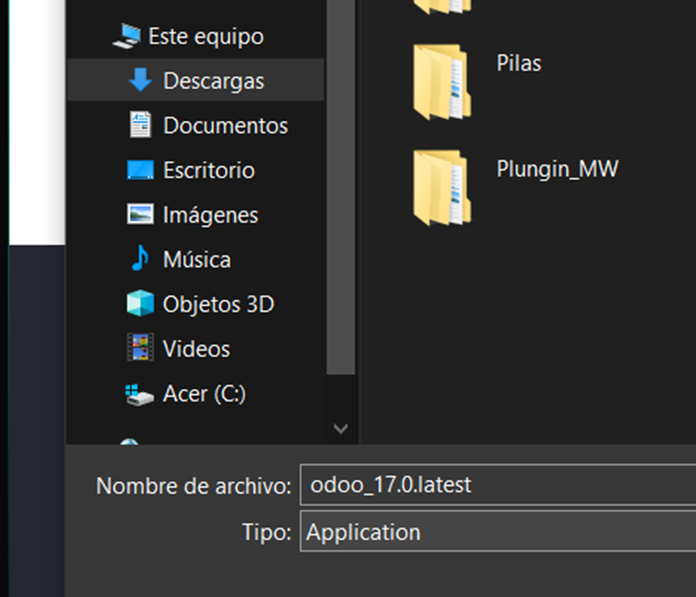 Este equipo
Descargas
Documentos
Escritorio
Imágenes
Música
Objetos 3D
Videos
Acer (C:)
Pilas
Plungin_MW
Nombre de archivo: odoo_17.0.latest
Tipo: Application